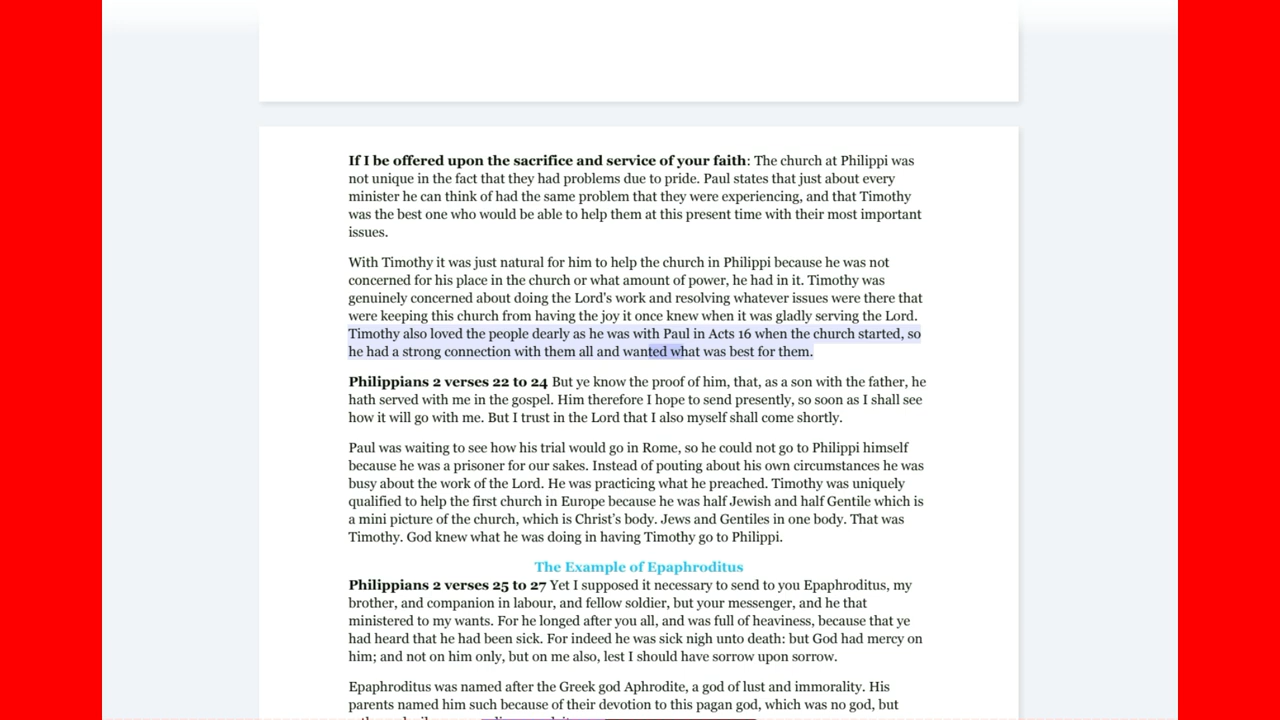 If I be offered upon the sacrifice and service of your faith: The church at Philippi was
not unique in the fact that they had problems due to pride. Paul states that just about every
minister he can think of had the same problem that they were experiencing, and that Timothy
was the best one who would be able to help them at this present time with their most important
issues.
With Timothy it was just natural for him to help the church in Philippi because he was not
concerned for his place in the church or what amount of power, he had in it. Timothy was
genuinely concerned about doing the Lord's work and resolving whatever issues were there that
were keeping this church from having the joy it once knew when it was gladly serving the Lord.
Timothy also loved the people dearly as he was with Paul in Acts 16 when the church started, so
he had a strong connection with them all and wanted what was best for them.
Philippians 2 verses 22 to 24 But ye know the proof of him, that, as a son with the father, he
hath served with me in the gospel. Him therefore I hope to send presently, so soon as I shall see
how it will go with me. But I trust in the Lord that I also myself shall come shortly.
Paul was waiting to see how his trial would go in Rome, so he could not go to Philippi himself
because he was a prisoner for our sakes. Instead of pouting about his own circumstances he was
busy about the work of the Lord. He was practicing what he preached. Timothy was uniquely
qualified to help the first church in Europe because he was half Jewish and half Gentile which is
a mini picture of the church, which is Christ’s body. Jews and Gentiles in one body. That was
Timothy. God knew what he was doing in having Timothy go to Philippi.
The Example of Epaphroditus
Philippians 2 verses 25 to 27 Yet I supposed it necessary to send to you Epaphroditus, my
brother, and companion in labour, and fellow soldier, but your messenger, and he that
ministered to my wants. For he longed after you all, and was full of heaviness, because that ye
had heard that he had been sick. For indeed he was sick nigh unto death: but God had mercy on
him; and not on him only, but on me also, lest I should have sorrow upon sorrow.
Epaphroditus was named after the Greek god Aphrodite, a god of lust and immorality. His
parents named him such because of their devotion to this pagan god, which was no god, but